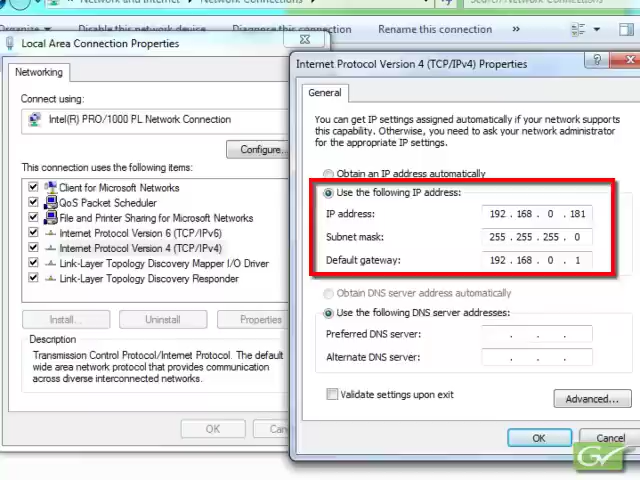 Network and Internet
Network Connections
Search Network Connections
Organize
Disable this network device
Diagnose this connection
Rename this connection
»
Local Area Connection Properties
Networking
Connect using:
Intel(R) PRO/1000 PL Network Connection
Configure...
This connection uses the following items:
Client for Microsoft Networks
QoS Packet Scheduler
File and Printer Sharing for Microsoft Networks
Internet Protocol Version 6 (TCP/IPv6)
Internet Protocol Version 4 (TCP/IPv4)
Link-Layer Topology Discovery Mapper I/O Driver
Link-Layer Topology Discovery Responder
Install...
Uninstall
Properties
Description
Transmission Control Protocol/Internet Protocol. The default
wide area network protocol that provides communication
across diverse interconnected networks.
OK
Canc
Internet Protocol Version 4 (TCP/IPv4) Properties
General
You can get IP settings assigned automatically if your network supports
this capability. Otherwise, you need to ask your network administrator
for the appropriate IP settings.
Obtain an IP address automatically
Use the following IP address:
IP address: 192 . 168 . 0 . 181
Subnet mask: 255 . 255 . 255 . 0
Default gateway: 192 . 168 . 0 . 1
Obtain DNS server address automatically
Use the following DNS server addresses:
Preferred DNS server: . . .
Alternate DNS server: . . .
Validate settings upon exit
Advanced...
OK
Cancel
GV